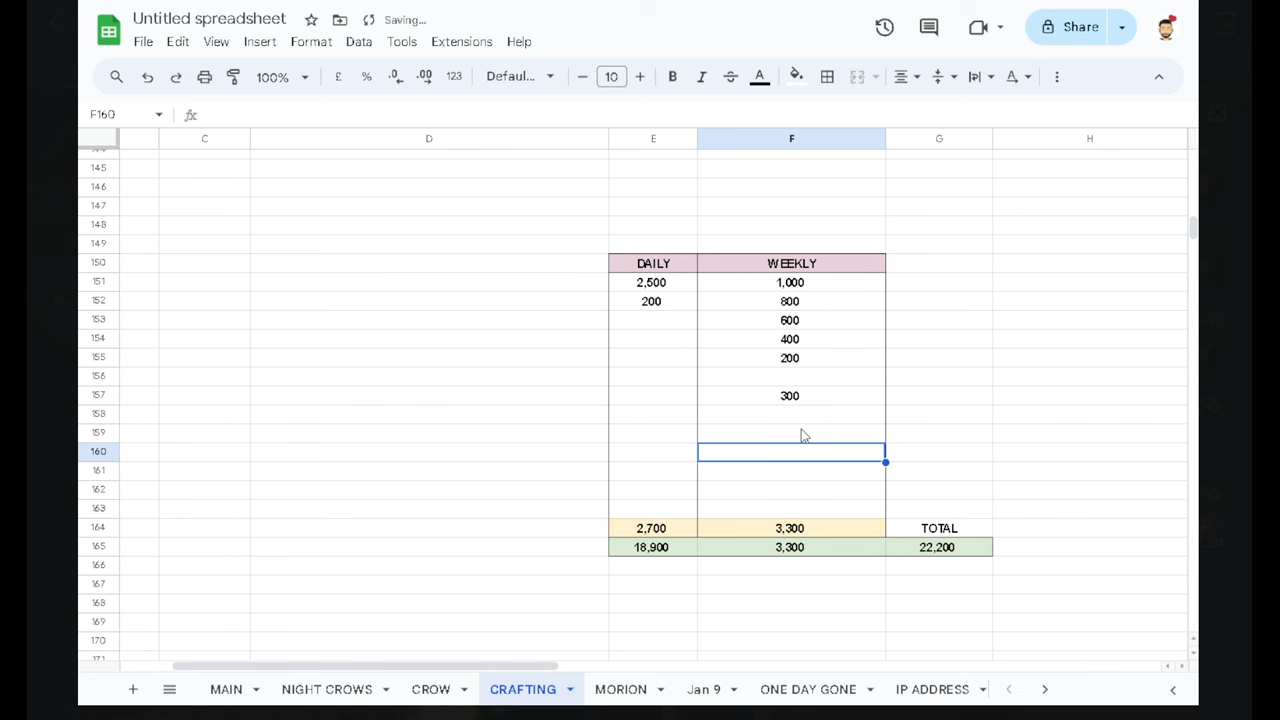 Untitled spreadsheet Saving...
File Edit View Insert Format Data Tools Extensions Help
Share
100% £ % .0 .00 123 Defaul... − 10 + B I A
F160 fx
C D E F G H
145
146
147
148
149
150 DAILY WEEKLY
151 2,500 1,000
152 200 800
153 600
154 400
155 200
156
157 300
158
159
160
161
162
163
164 2,700 3,300 TOTAL
165 18,900 3,300 22,200
166
167
168
169
170
171
+ MAIN NIGHT CROWS CROW CRAFTING MORION Jan 9 ONE DAY GONE IP ADDRESS